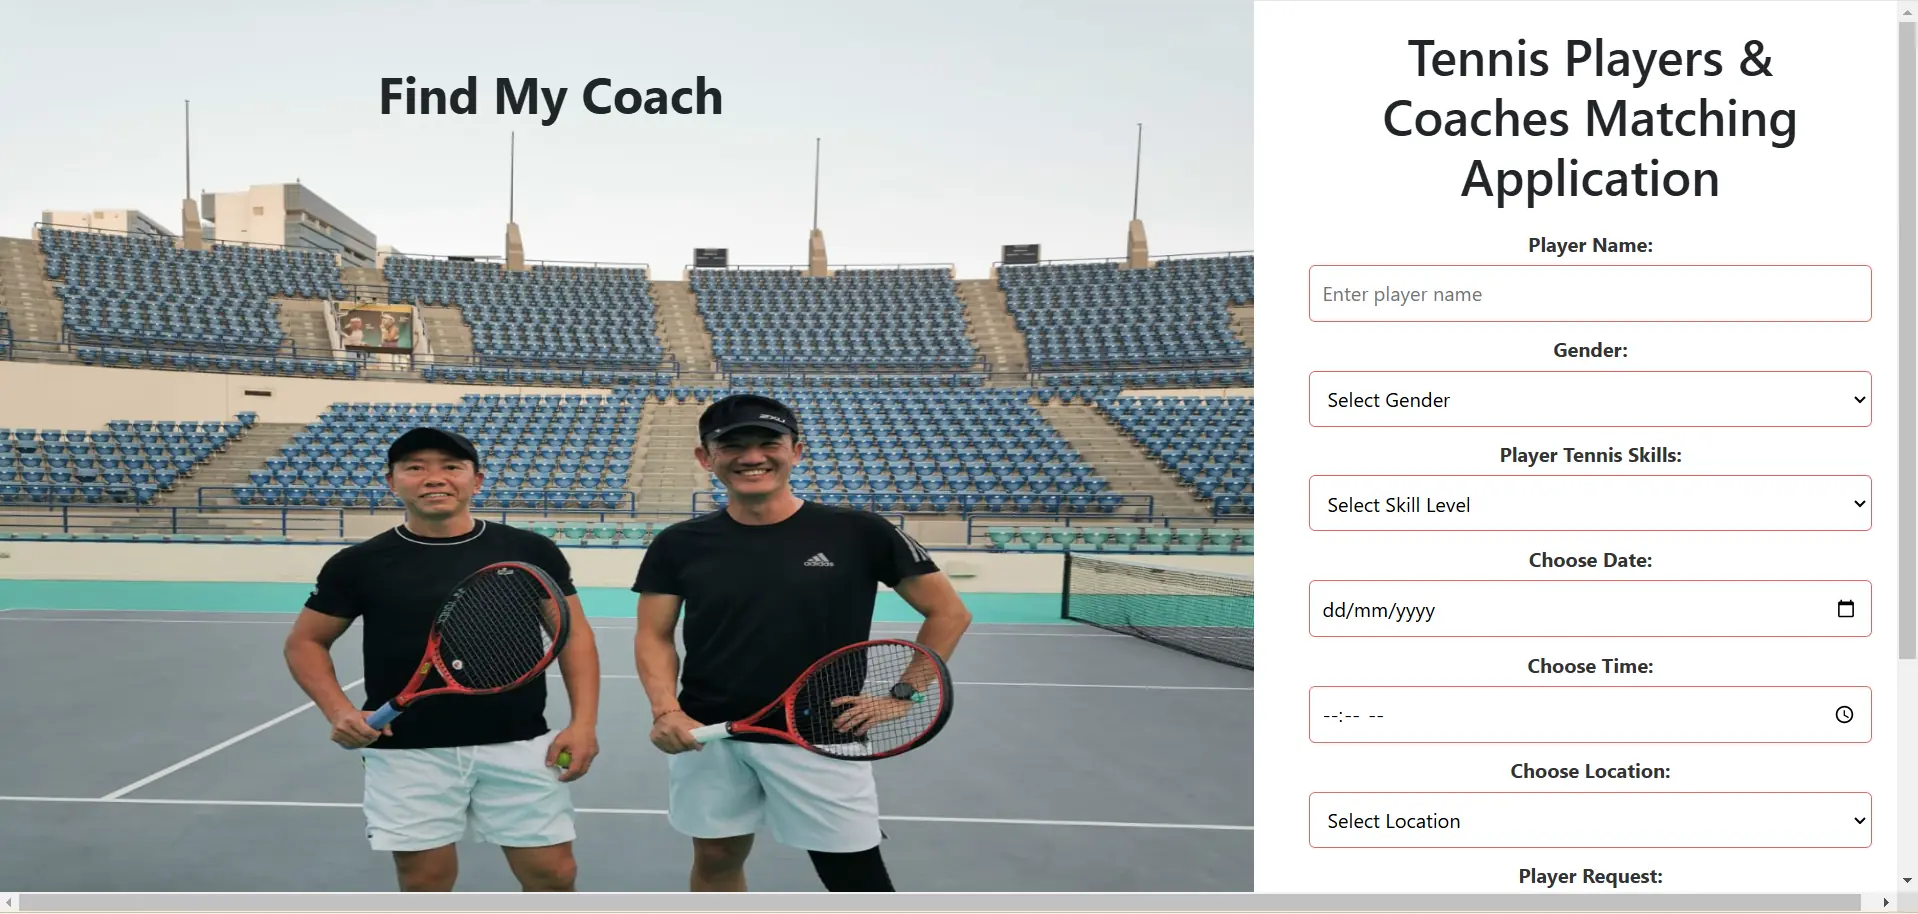 Find My Coach
adidas
Tennis Players &
Coaches Matching
Application
Player Name:
Enter player name
Gender:
Select Gender
Player Tennis Skills:
Select Skill Level
Choose Date:
dd/mm/yyyy
Choose Time:
--:-- --
Choose Location:
Select Location
Player Request: